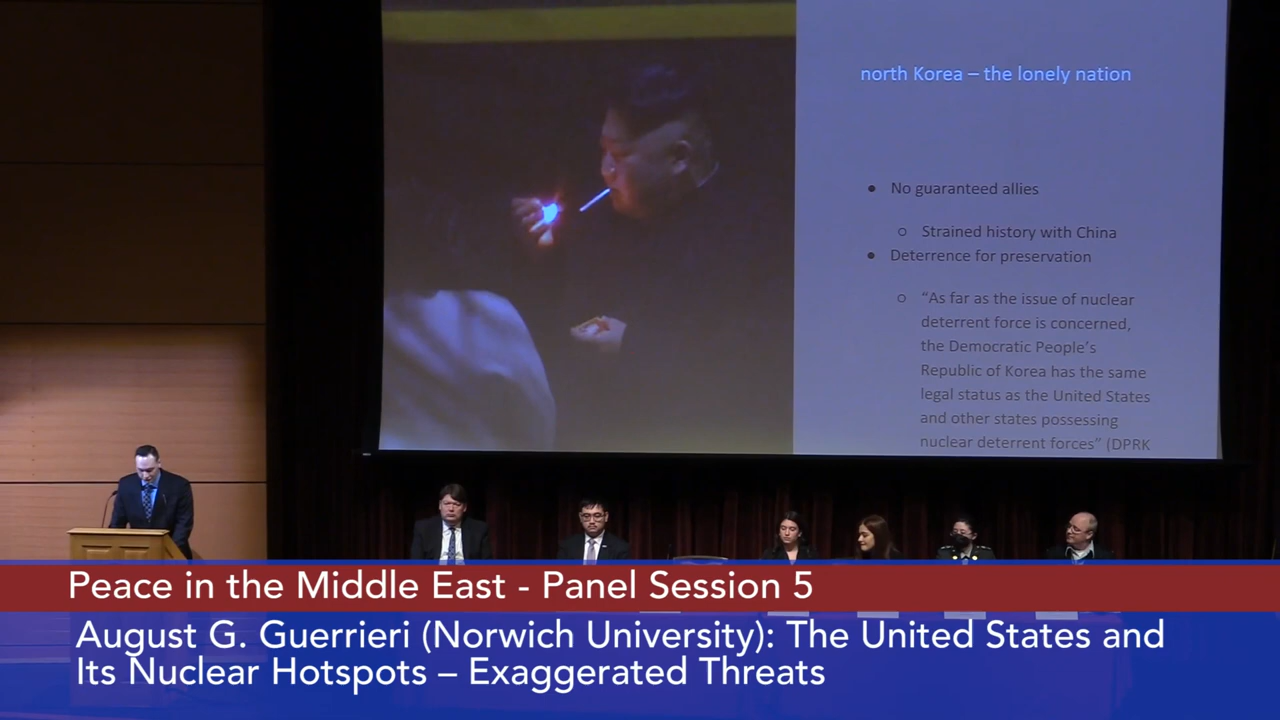 north Korea – the lonely nation
● No guaranteed allies
○ Strained history with China
● Deterrence for preservation
○ “As far as the issue of nuclear
deterrent force is concerned,
the Democratic People’s
Republic of Korea has the same
legal status as the United States
and other states possessing
nuclear deterrent forces” (DPRK
Peace in the Middle East - Panel Session 5
August G. Guerrieri (Norwich University): The United States and
Its Nuclear Hotspots – Exaggerated Threats